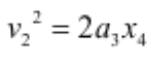 v₂² = 2a₃x₄